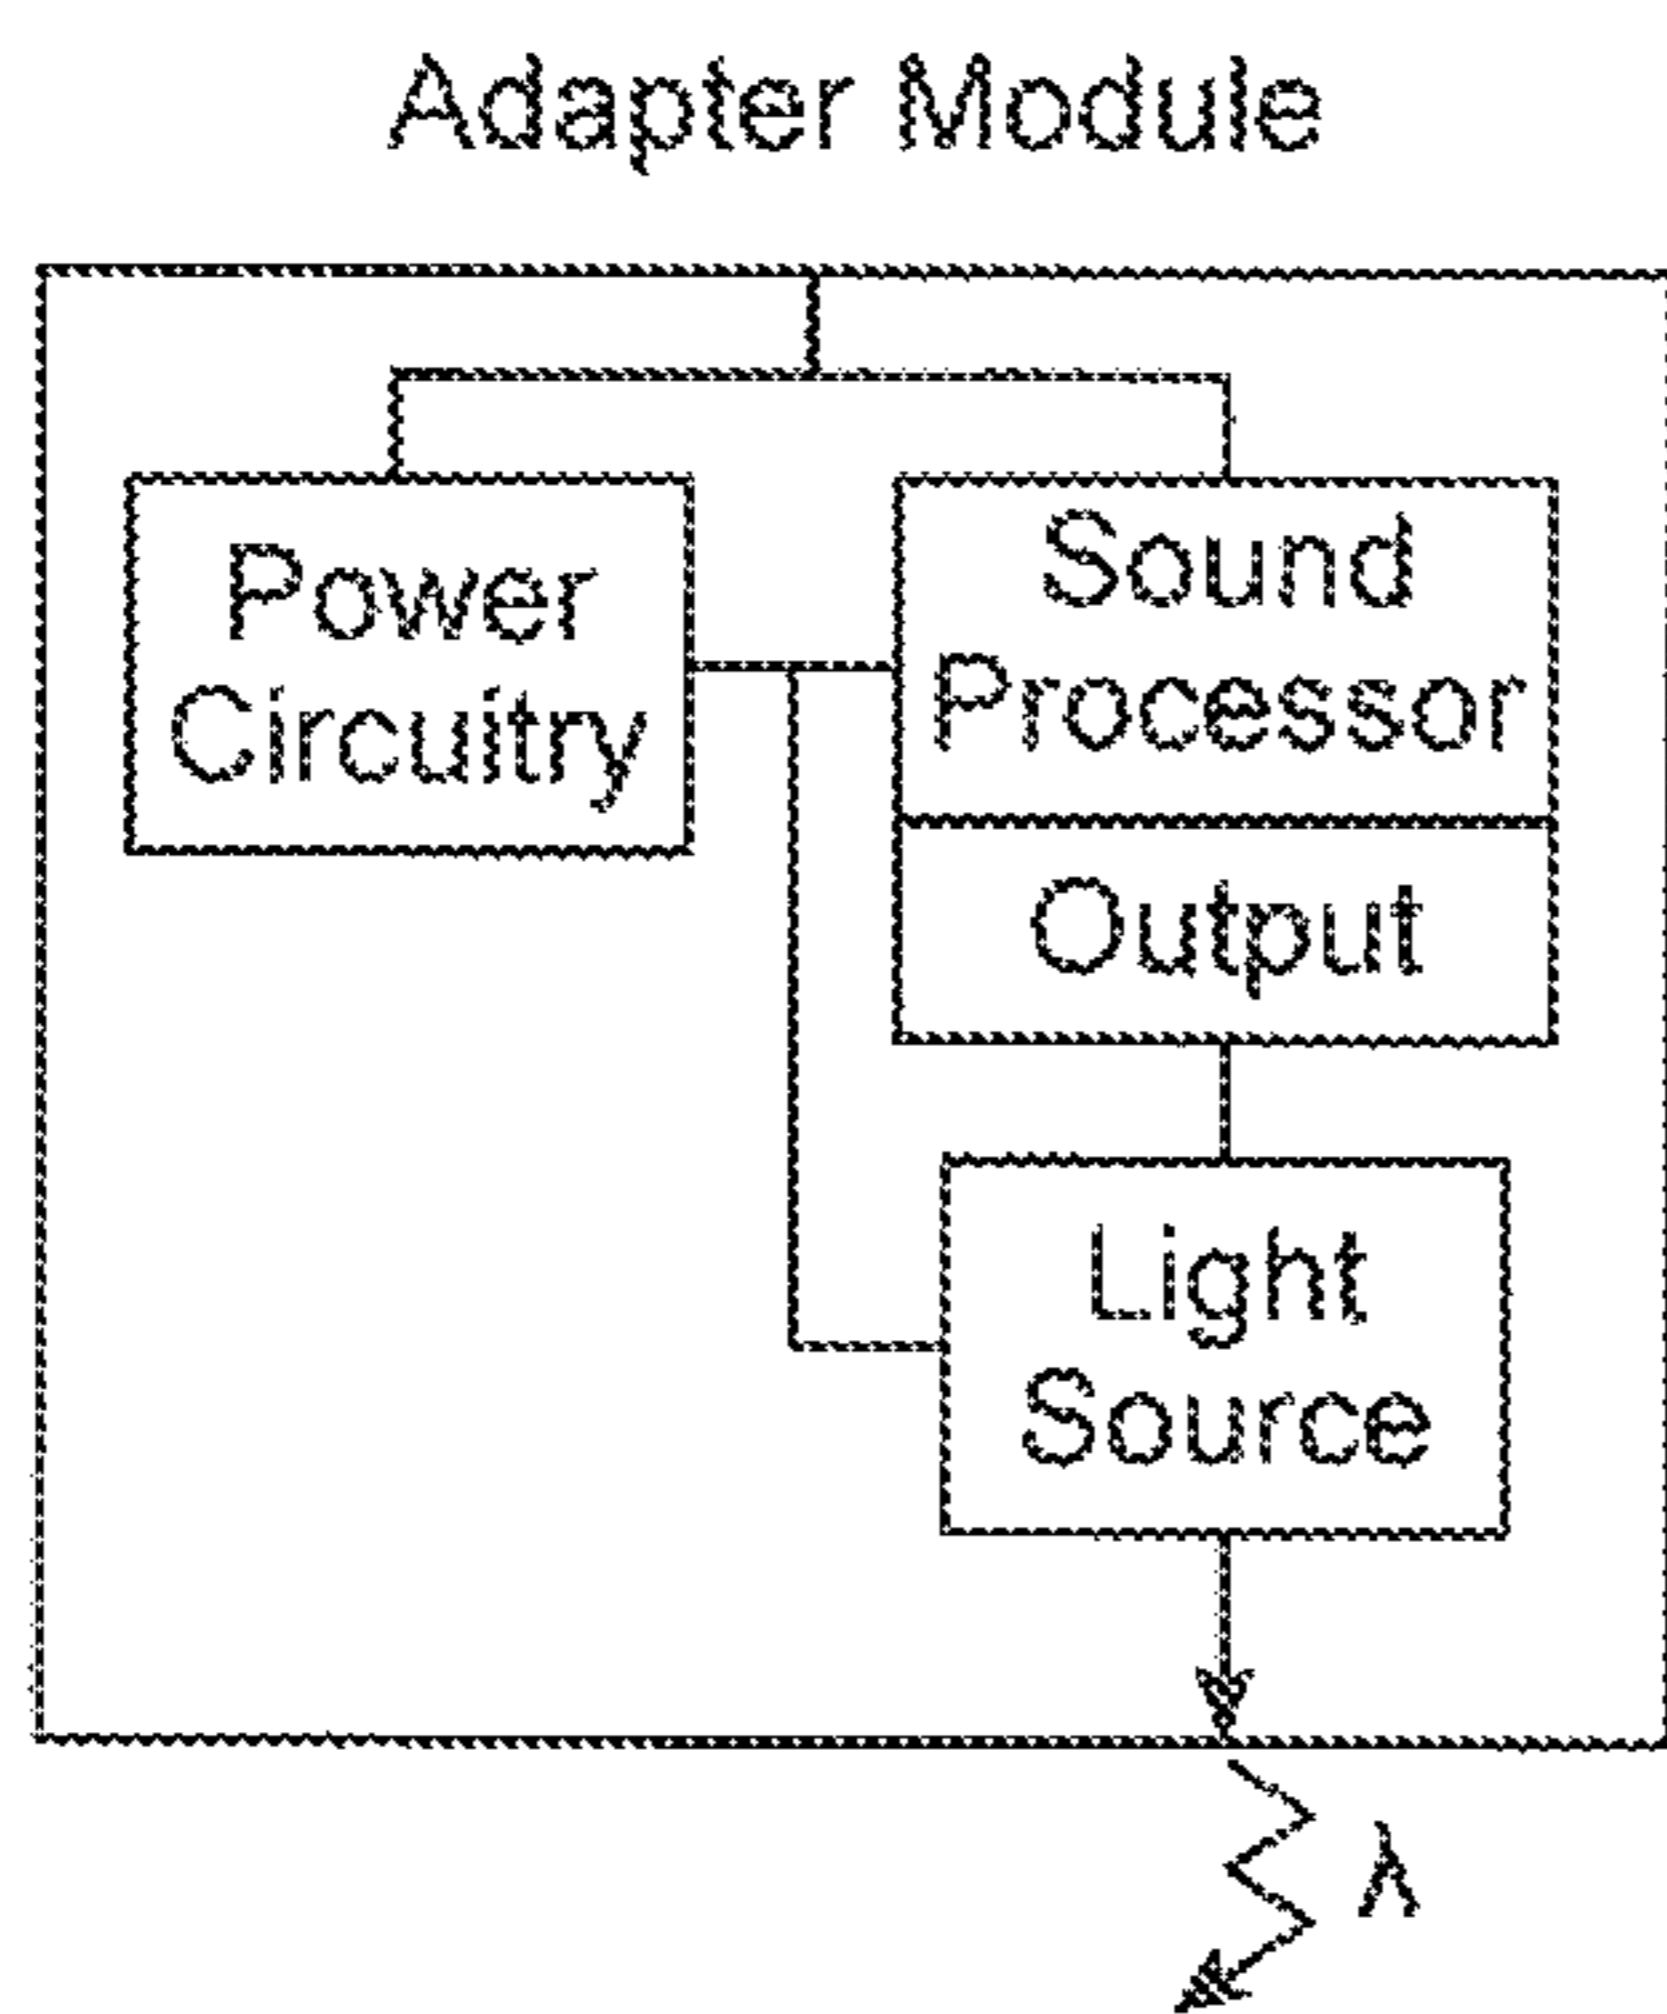 Adapter Module
Power
Circuitry
Sound
Processor
Output
Light
Source
λ